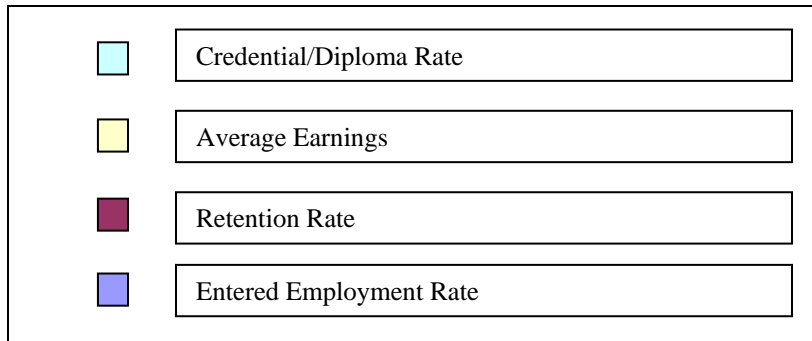 Credential/Diploma Rate
Average Earnings
Retention Rate
Entered Employment Rate